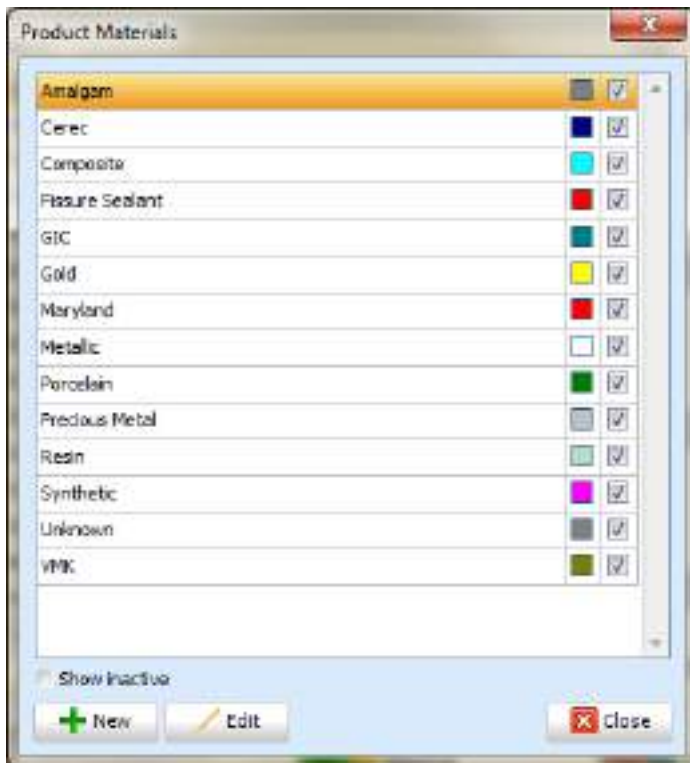 Product Materials
Amalgam
Cerec
Composite
Fissure Sealant
GIC
Gold
Maryland
Metallic
Porcelain
Precious Metal
Resin
Synthetic
Unknown
VMK
Show inactive
New Edit Close